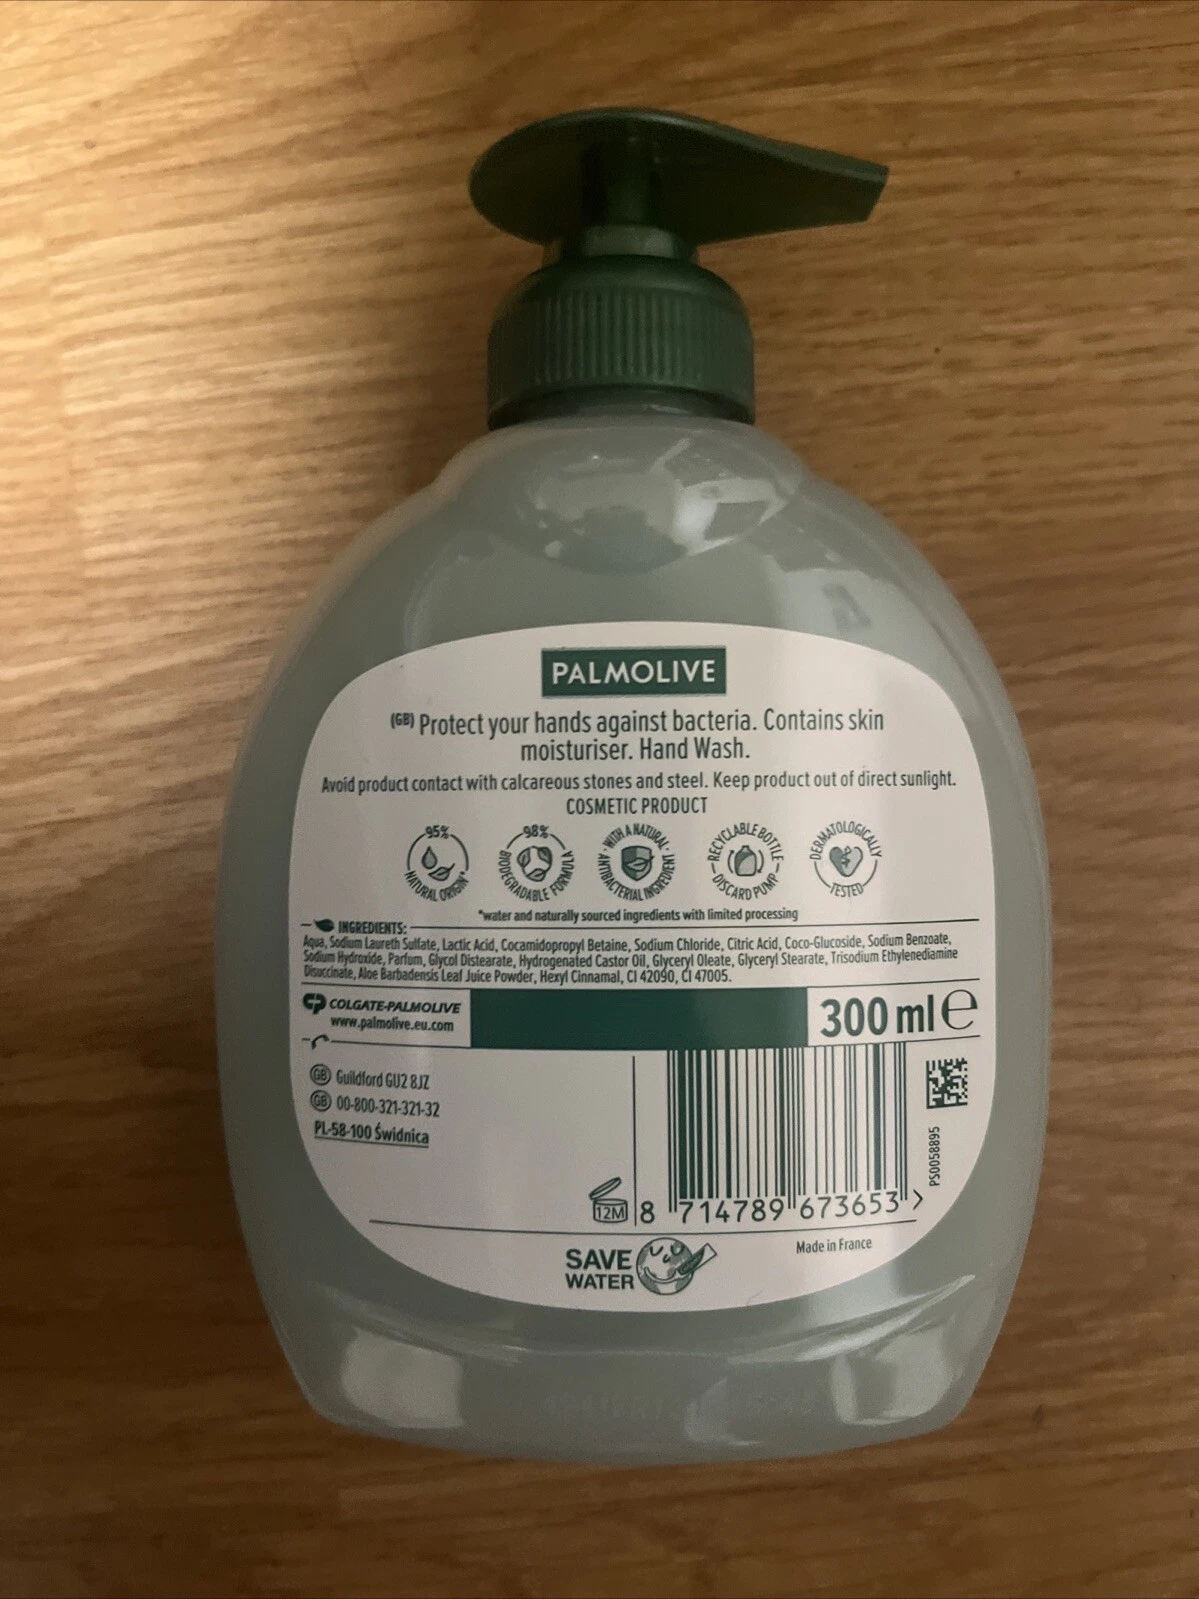 PALMOLIVE
(GB) Protect your hands against bacteria. Contains skin
moisturiser. Hand Wash.
Avoid product contact with calcareous stones and steel. Keep product out of direct sunlight.
COSMETIC PRODUCT
95% NATURAL ORIGIN*
98% BIODEGRADABLE FORMULA
WITH A NATURAL ANTIBACTERIAL INGREDIENT
RECYCLABLE BOTTLE DISCARD PUMP
DERMATOLOGICALLY TESTED
*water and naturally sourced ingredients with limited processing
INGREDIENTS:
Aqua, Sodium Laureth Sulfate, Lactic Acid, Cocamidopropyl Betaine, Sodium Chloride, Citric Acid, Coco-Glucoside, Sodium Benzoate,
Sodium Hydroxide, Parfum, Glycol Distearate, Hydrogenated Castor Oil, Glyceryl Oleate, Glyceryl Stearate, Trisodium Ethylenediamine
Disuccinate, Aloe Barbadensis Leaf Juice Powder, Hexyl Cinnamal, CI 42090, CI 47005.
CP COLGATE-PALMOLIVE
www.palmolive.eu.com
300 ml e
GB Guildford GU2 8JZ
GB 00-800-321-321-32
PL-58-100 Świdnica
PS0058895
12M
8 714789 673653 >
Made in France
SAVE
WATER